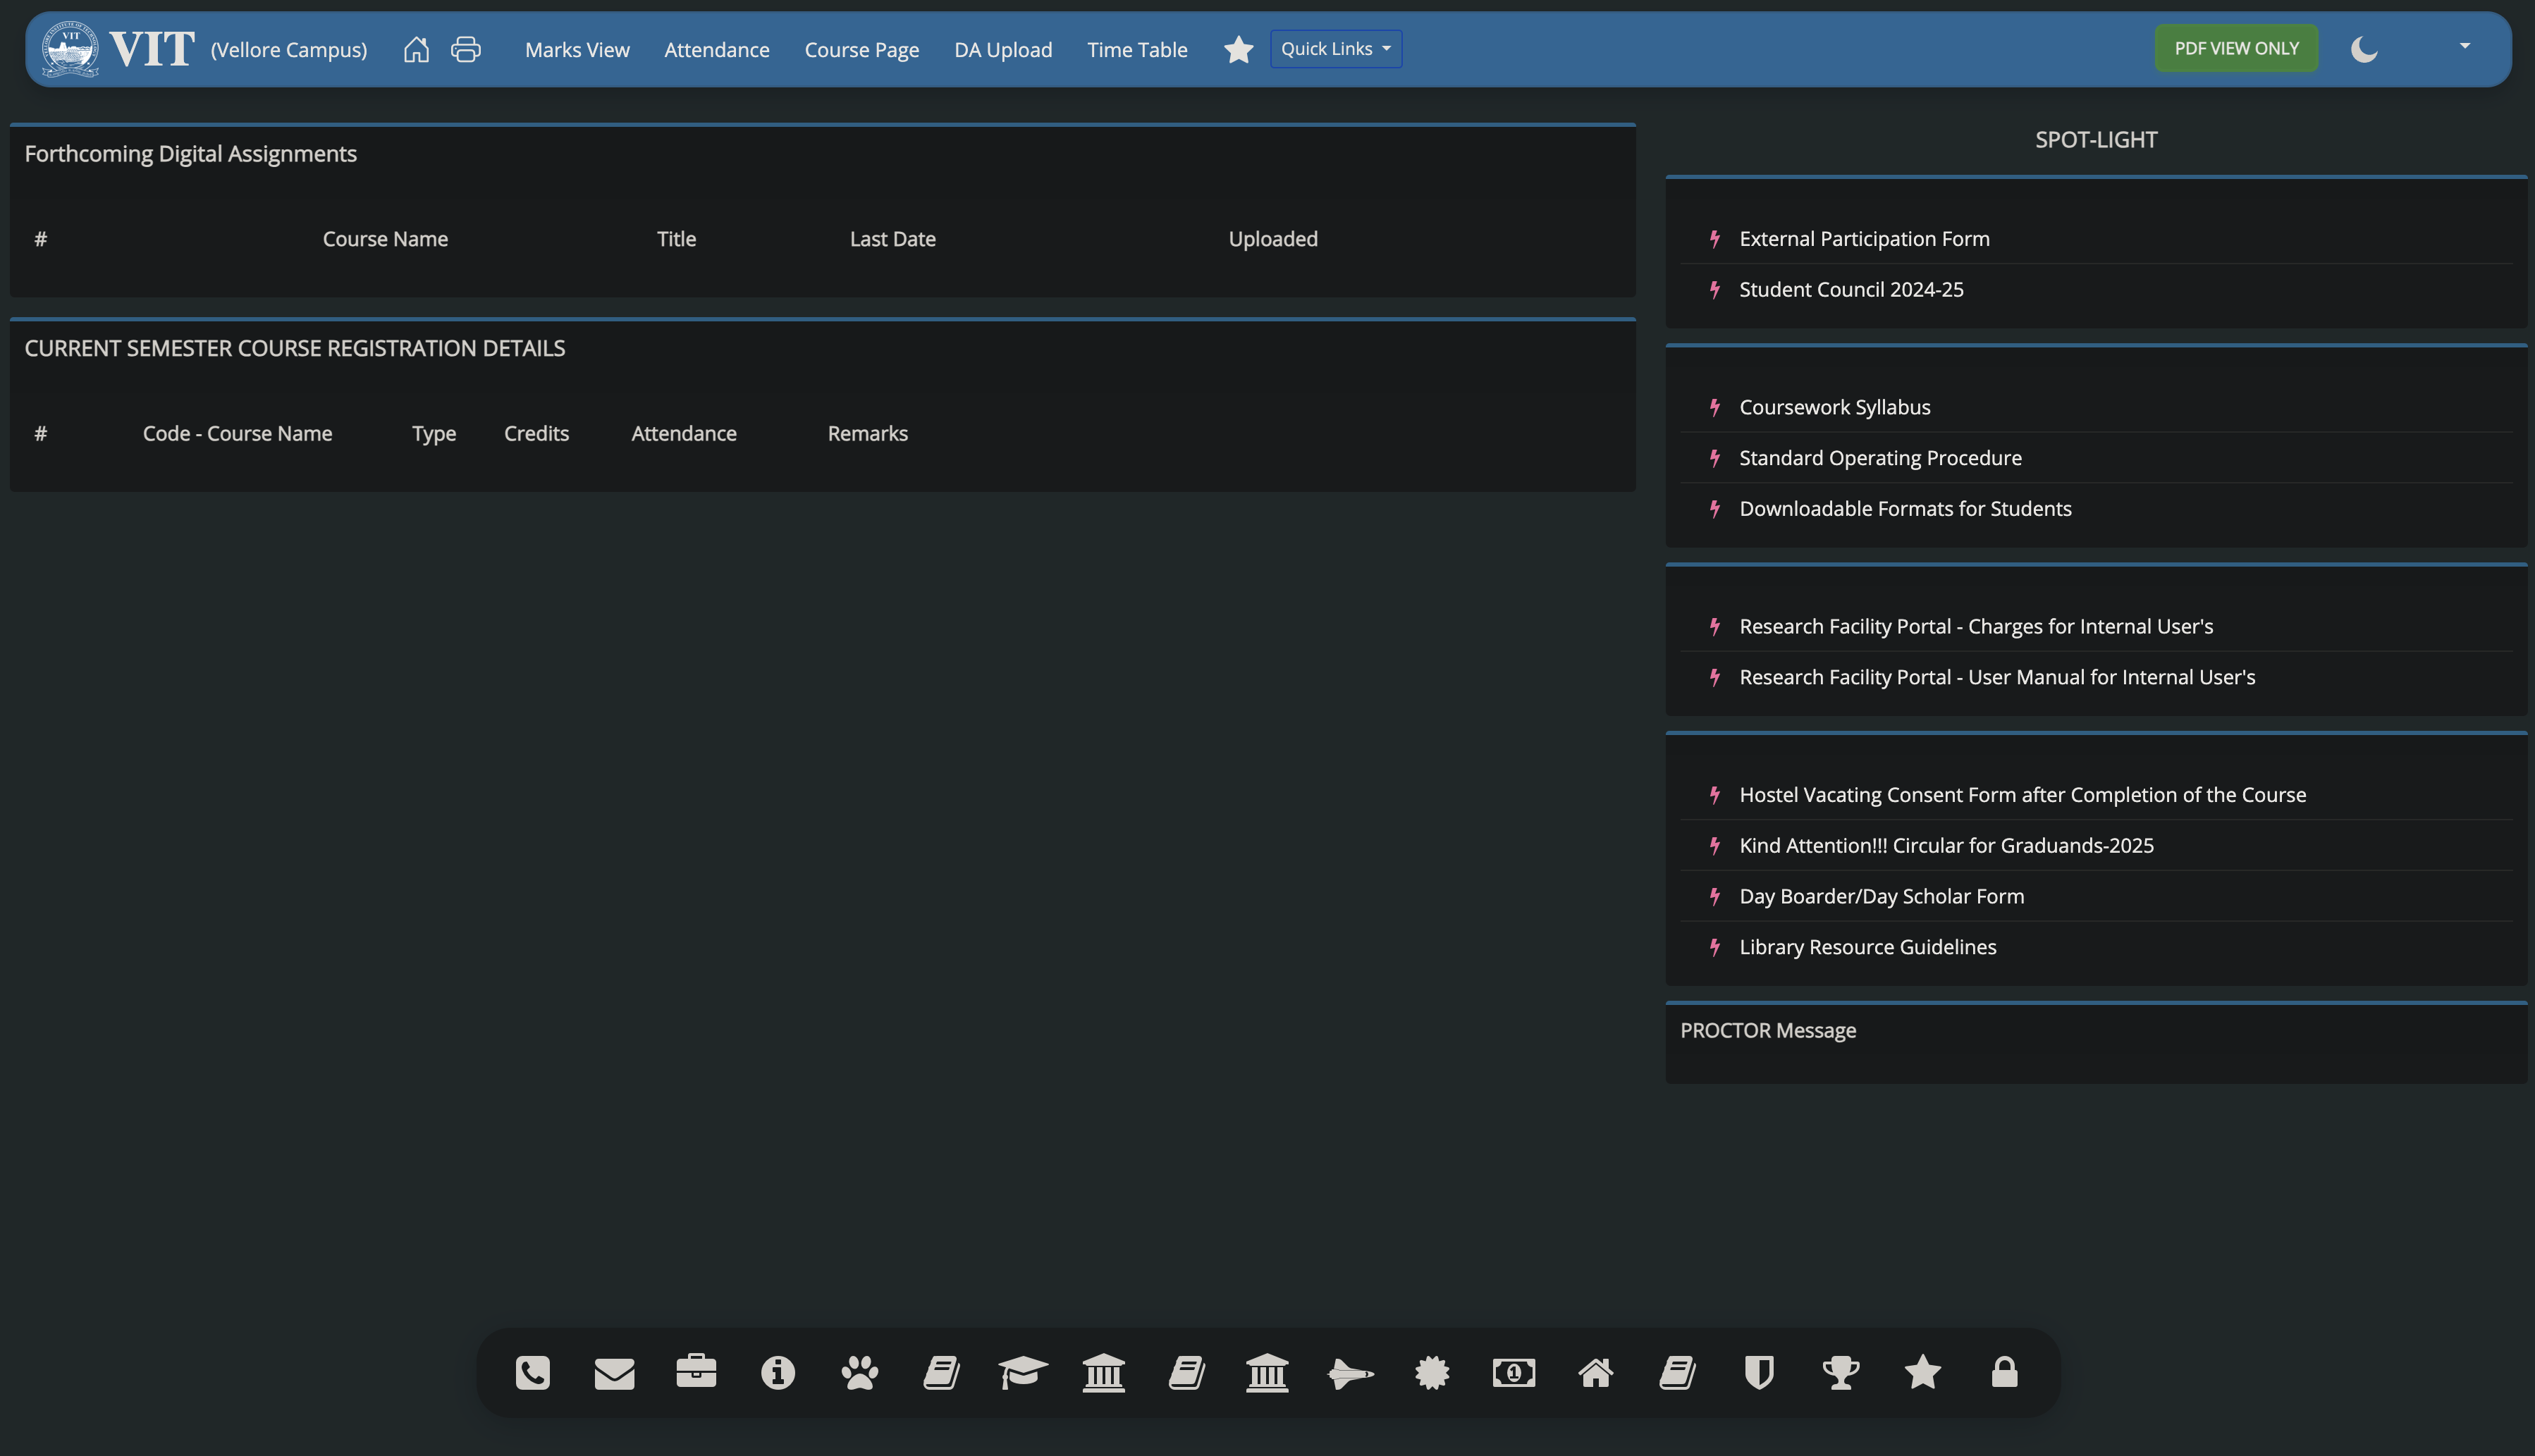 VIT (Vellore Campus) Marks View Attendance Course Page DA Upload Time Table Quick Links PDF VIEW ONLY
Forthcoming Digital Assignments
# Course Name Title Last Date Uploaded
CURRENT SEMESTER COURSE REGISTRATION DETAILS
# Code - Course Name Type Credits Attendance Remarks
SPOT-LIGHT
External Participation Form
Student Council 2024-25
Coursework Syllabus
Standard Operating Procedure
Downloadable Formats for Students
Research Facility Portal - Charges for Internal User's
Research Facility Portal - User Manual for Internal User's
Hostel Vacating Consent Form after Completion of the Course
Kind Attention!!! Circular for Graduands-2025
Day Boarder/Day Scholar Form
Library Resource Guidelines
PROCTOR Message